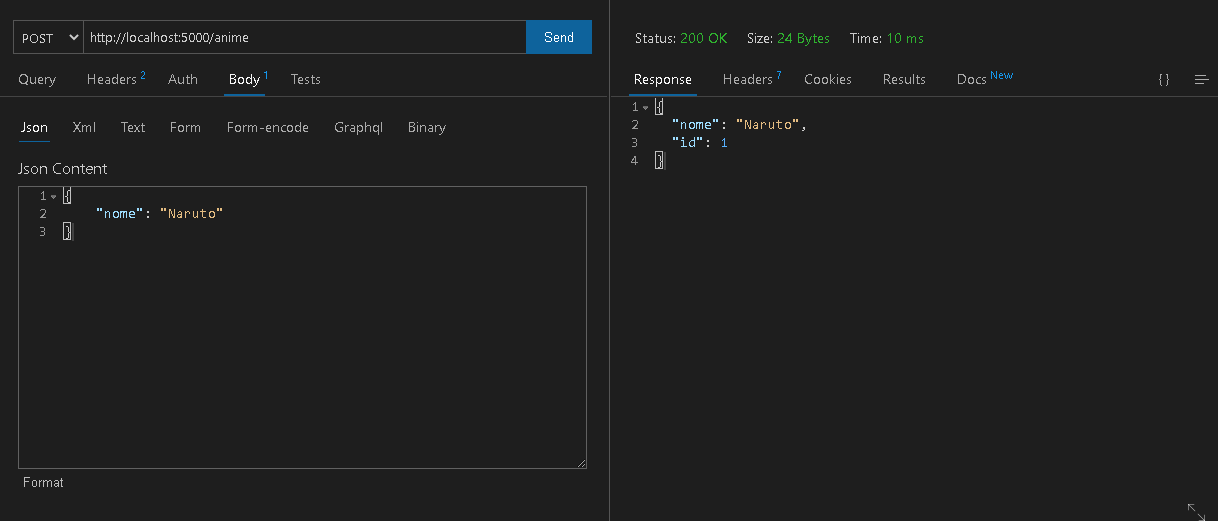 POST http://localhost:5000/anime Send
Query Headers 2 Auth Body 1 Tests
Json Xml Text Form Form-encode Graphql Binary
Json Content
1 {
2 "nome": "Naruto"
3 }
Format
Status: 200 OK Size: 24 Bytes Time: 10 ms
Response Headers 7 Cookies Results Docs New {}
1 {
2 "nome": "Naruto",
3 "id": 1
4 }